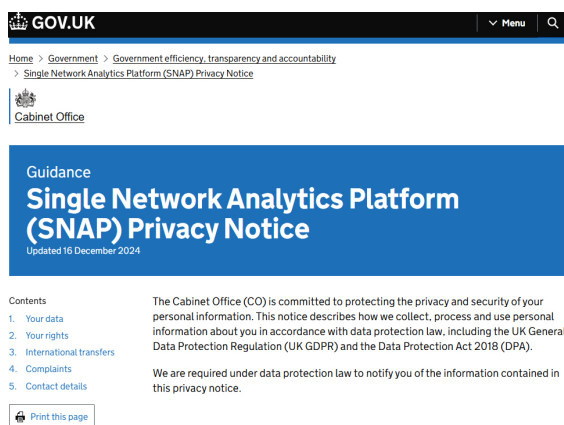 GOV.UK
Menu
Home > Government > Government efficiency, transparency and accountability
> Single Network Analytics Platform (SNAP) Privacy Notice
Cabinet Office
Guidance
Single Network Analytics Platform
(SNAP) Privacy Notice
Updated 16 December 2024
Contents
1. Your data
2. Your rights
3. International transfers
4. Complaints
5. Contact details
Print this page
The Cabinet Office (CO) is committed to protecting the privacy and security of your
personal information. This notice describes how we collect, process and use personal
information about you in accordance with data protection law, including the UK General
Data Protection Regulation (UK GDPR) and the Data Protection Act 2018 (DPA).
We are required under data protection law to notify you of the information contained in
this privacy notice.